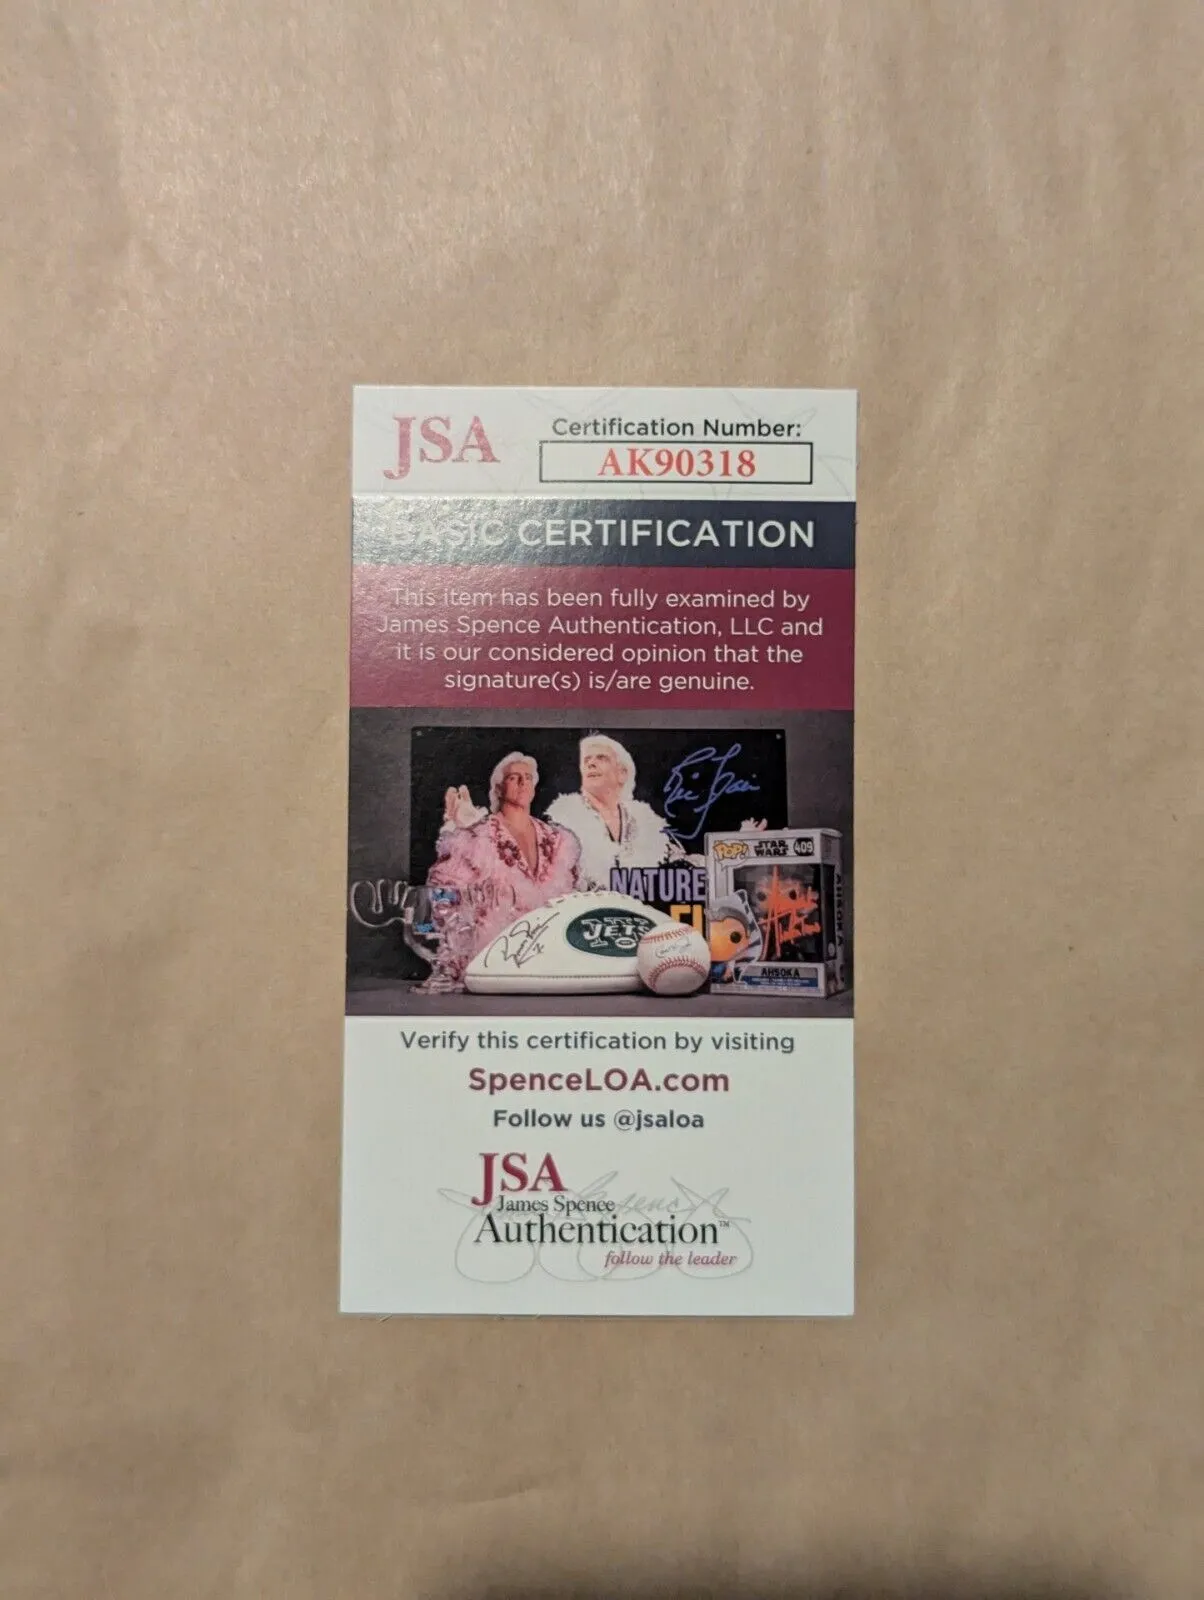 JSA
Certification Number:
AK90318
BASIC CERTIFICATION
This item has been fully examined by
James Spence Authentication, LLC and
it is our considered opinion that the
signature(s) is/are genuine.
POP!
STAR
WARS
409
NATURE
JETS
AHSOKA
AHSOKA
Verify this certification by visiting
SpenceLOA.com
Follow us @jsaloa
JSA
James Spence
Authentication™
follow the leader